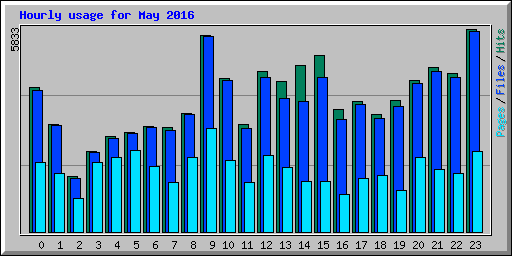 Hourly usage for May 2016
5833
Pages/Files/Hits
0 1 2 3 4 5 6 7 8 9 10 11 12 13 14 15 16 17 18 19 20 21 22 23